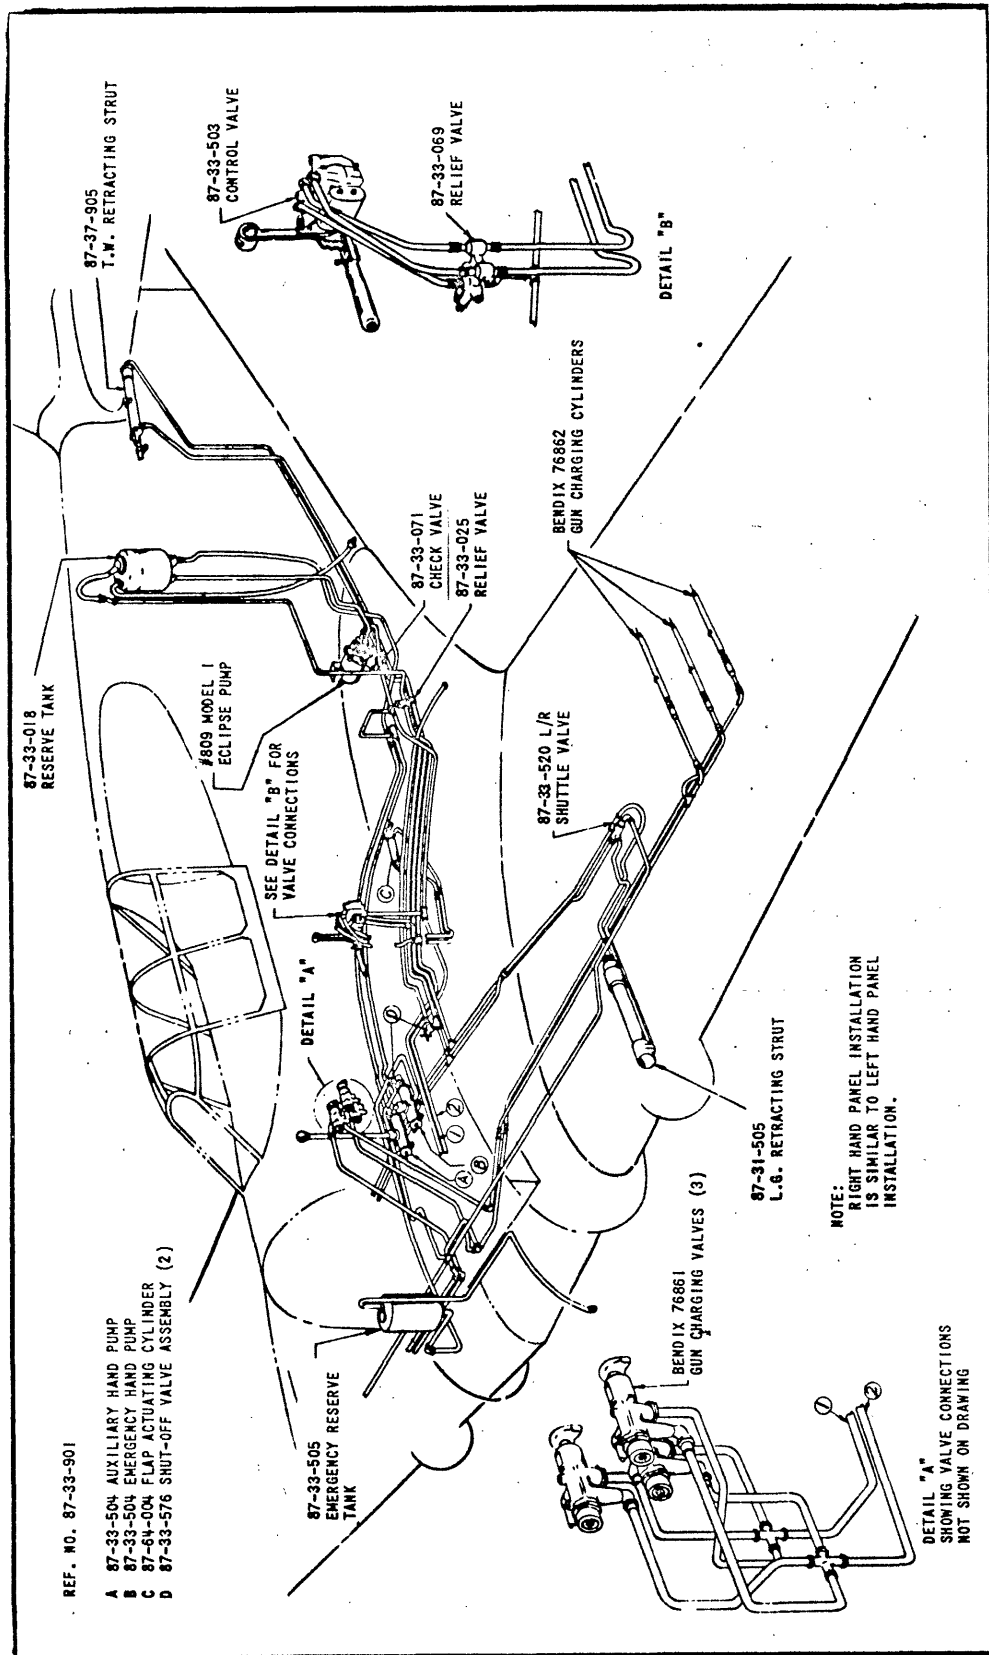 REF. NO. 87-33-901
A 87-33-504 AUXILIARY HAND PUMP
B 87-33-504 EMERGENCY HAND PUMP
C 87-64-004 FLAP ACTUATING CYLINDER
D 87-33-576 SHUT-OFF VALVE ASSEMBLY (2)
87-33-018
RESERVE TANK
87-37-905
T.W. RETRACTING STRUT
87-33-503
CONTROL VALVE
87-33-069
RELIEF VALVE
DETAIL "B"
#809 MODEL 1
ECLIPSE PUMP
SEE DETAIL "B" FOR
VALVE CONNECTIONS
DETAIL "A"
87-33-071
CHECK VALVE
87-33-025
RELIEF VALVE
C
D
A
B
1
2
BENDIX 76862
GUN CHARGING CYLINDERS
87-33-520 L/R
SHUTTLE VALVE
87-33-505
EMERGENCY RESERVE
TANK
87-31-505
L.G. RETRACTING STRUT
BENDIX 76861
GUN CHARGING VALVES (3)
1
2
DETAIL "A"
SHOWING VALVE CONNECTIONS
NOT SHOWN ON DRAWING
NOTE:
RIGHT HAND PANEL INSTALLATION
IS SIMILAR TO LEFT HAND PANEL
INSTALLATION.